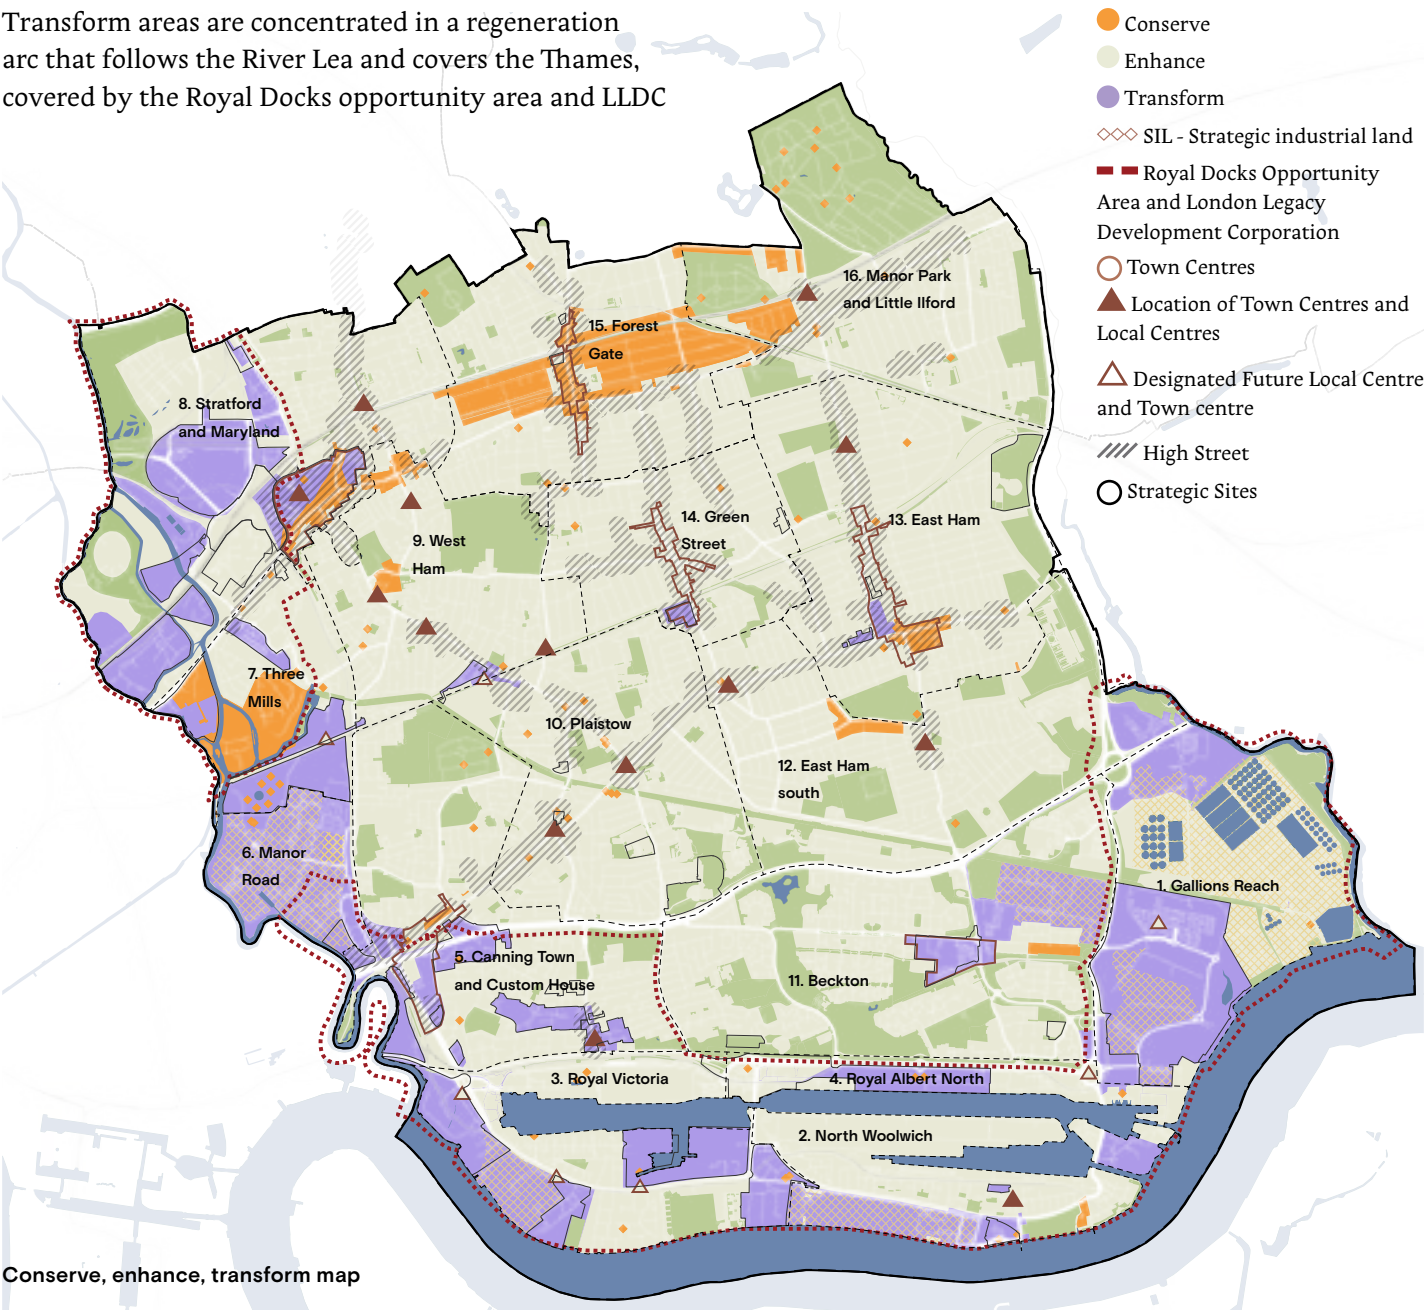 Transform areas are concentrated in a regeneration
arc that follows the River Lea and covers the Thames,
covered by the Royal Docks opportunity area and LLDC
Conserve
Enhance
Transform
SIL - Strategic industrial land
Royal Docks Opportunity
Area and London Legacy
Development Corporation
Town Centres
Location of Town Centres and
Local Centres
Designated Future Local Centre
and Town centre
High Street
Strategic Sites
16. Manor Park
and Little Ilford
15. Forest
Gate
8. Stratford
and Maryland
14. Green
Street
13. East Ham
9. West
Ham
7. Three
Mills
10. Plaistow
12. East Ham
south
6. Manor
Road
1. Gallions Reach
5. Canning Town
and Custom House
11. Beckton
3. Royal Victoria
4. Royal Albert North
2. North Woolwich
Conserve, enhance, transform map